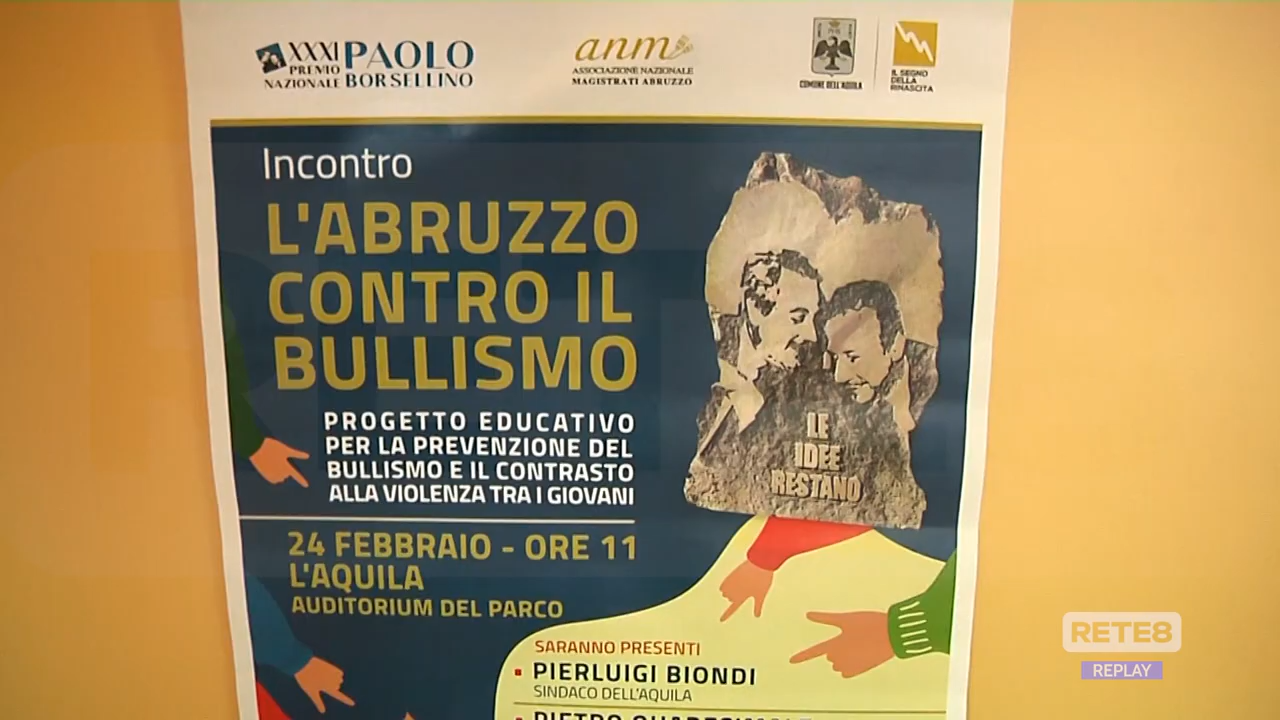 XXXI PAOLO
PREMIO
NAZIONALE BORSELLINO
anm
ASSOCIAZIONE NAZIONALE
MAGISTRATI ABRUZZO
COMUNE DELL'AQUILA
IL SEGNO
DELLA
RINASCITA
Incontro
L'ABRUZZO
CONTRO IL
BULLISMO
PROGETTO EDUCATIVO
PER LA PREVENZIONE DEL
BULLISMO E IL CONTRASTO
ALLA VIOLENZA TRA I GIOVANI
LE
IDEE
RESTANO
24 FEBBRAIO - ORE 11
L'AQUILA
AUDITORIUM DEL PARCO
SARANNO PRESENTI
PIERLUIGI BIONDI
SINDACO DELL'AQUILA
RETE8
REPLAY